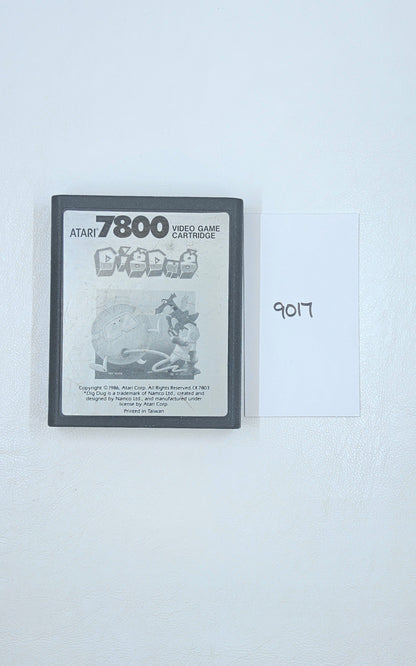 ATARI® 7800 VIDEO GAME
CARTRIDGE
DIG DUG
Copyright © 1986, Atari Corp. All Rights Reserved. CX7803
*Dig Dug is a trademark of Namco Ltd., created and
designed by Namco Ltd., and manufactured under
license by Atari Corp.
Printed in Taiwan
9017